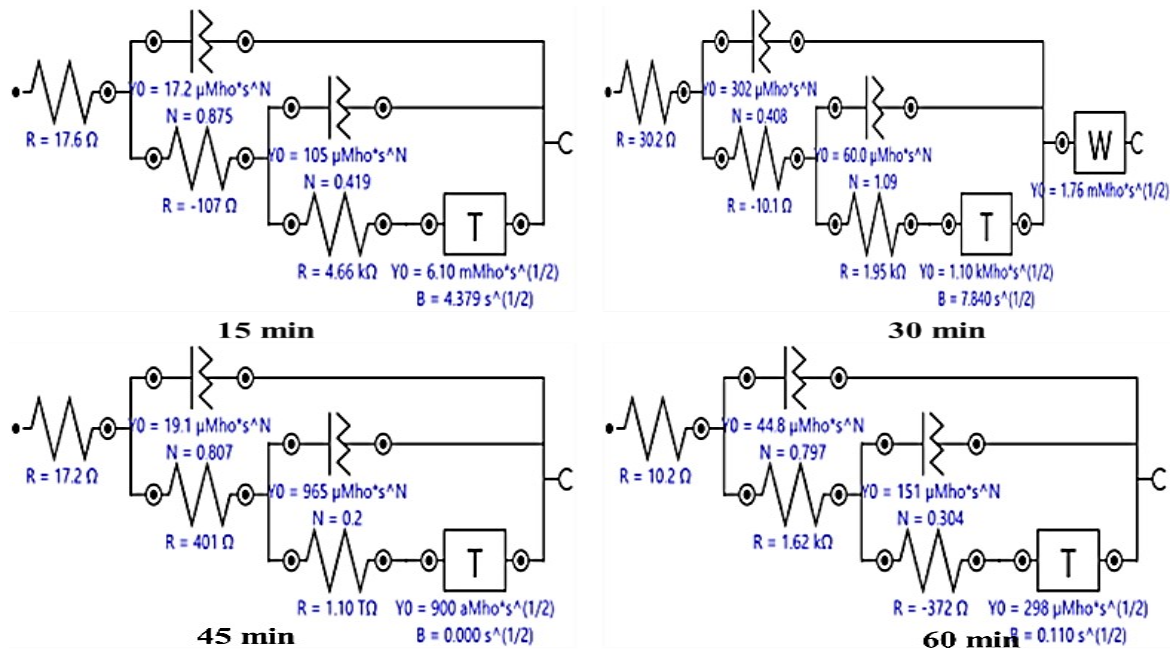 Y0 = 17.2 µMho*s^N
N = 0.875
R = 17.6 Ω
Y0 = 105 µMho*s^N
N = 0.419
R = -107 Ω
T
R = 4.66 kΩ
Y0 = 6.10 mMho*s^(1/2)
B = 4.379 s^(1/2)
15 min
Y0 = 302 µMho*s^N
N = 0.408
R = 30.2 Ω
Y0 = 60.0 µMho*s^N
N = 1.09
R = -10.1 Ω
W
Y0 = 1.76 mMho*s^(1/2)
T
R = 1.95 kΩ
Y0 = 1.10 kMho*s^(1/2)
B = 7.840 s^(1/2)
30 min
Y0 = 19.1 µMho*s^N
N = 0.807
R = 17.2 Ω
Y0 = 965 µMho*s^N
N = 0.2
R = 401 Ω
T
R = 1.10 TΩ
Y0 = 900 aMho*s^(1/2)
B = 0.000 s^(1/2)
45 min
Y0 = 44.8 µMho*s^N
N = 0.797
R = 10.2 Ω
Y0 = 151 µMho*s^N
N = 0.304
R = 1.62 kΩ
T
R = -372 Ω
Y0 = 298 µMho*s^(1/2)
B = 0.110 s^(1/2)
60 min